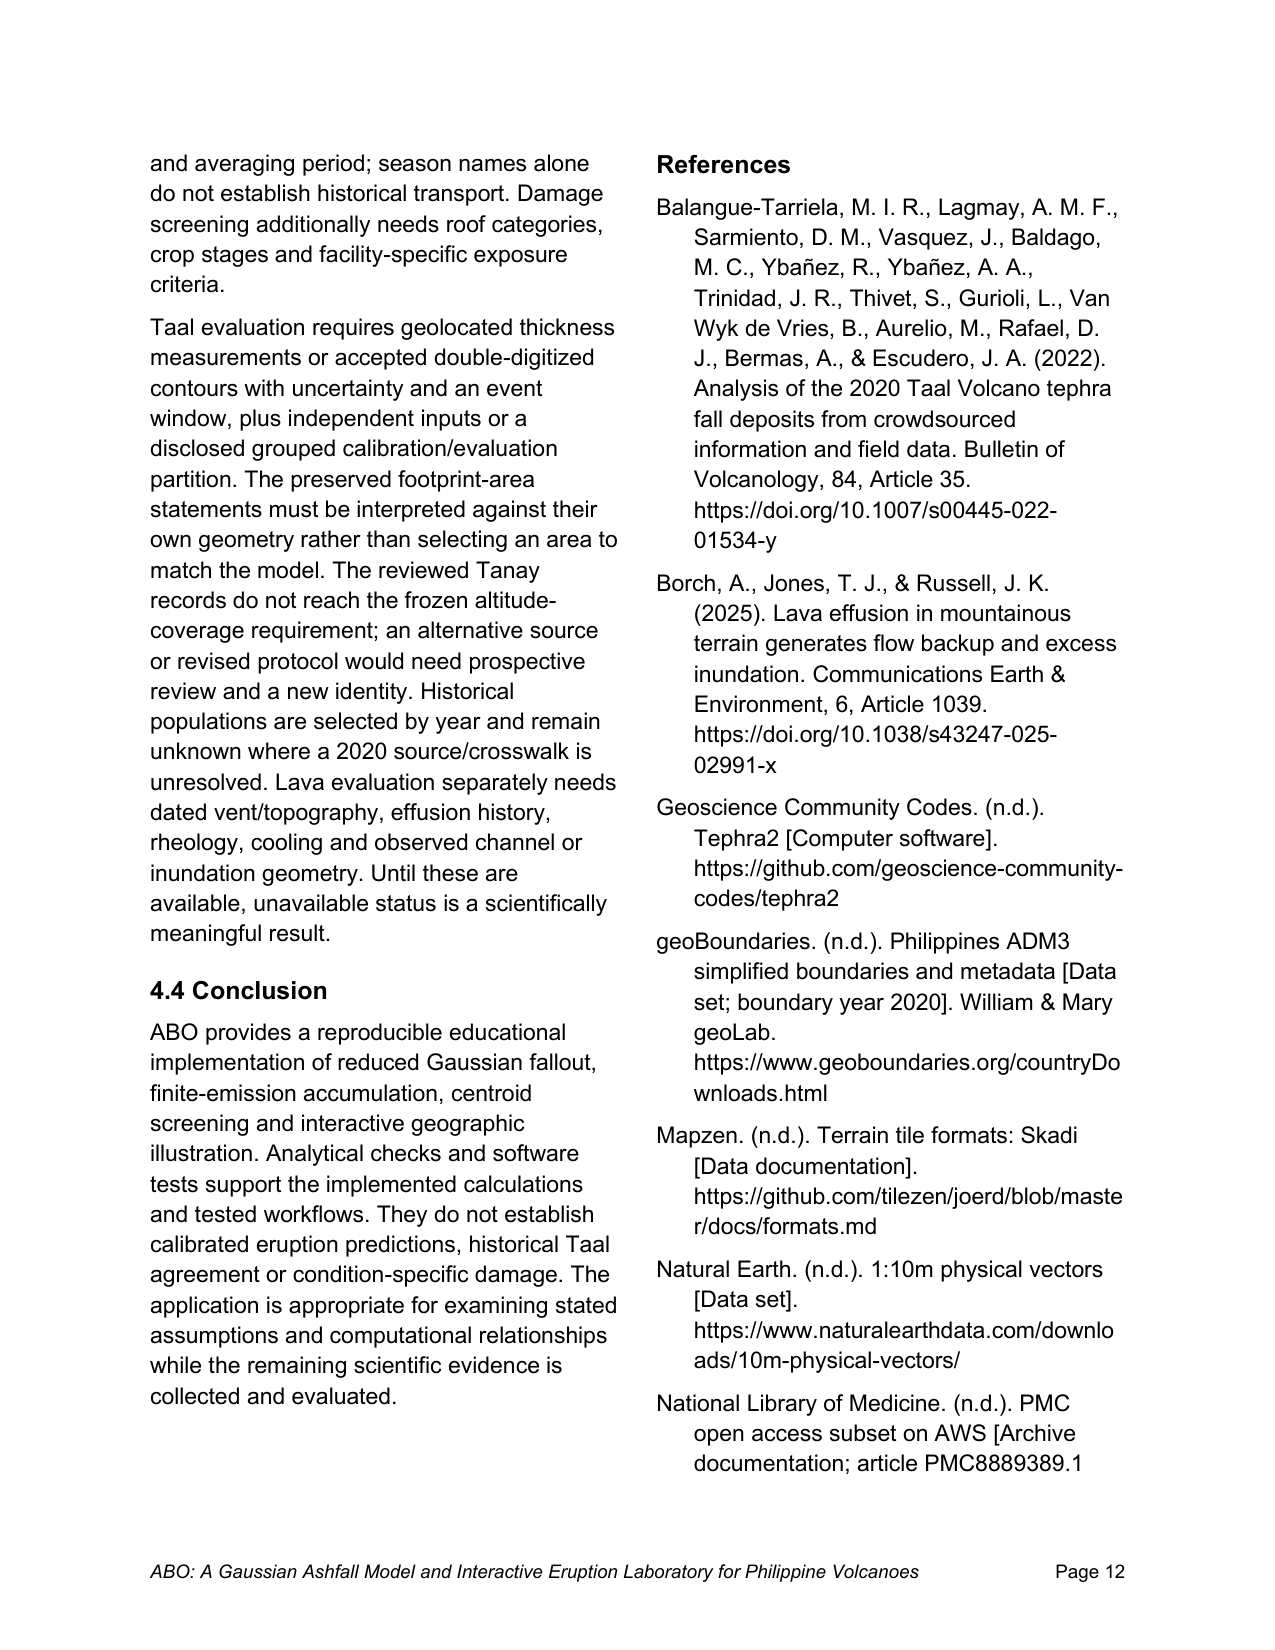 and averaging period; season names alone
do not establish historical transport. Damage
screening additionally needs roof categories,
crop stages and facility-specific exposure
criteria.
Taal evaluation requires geolocated thickness
measurements or accepted double-digitized
contours with uncertainty and an event
window, plus independent inputs or a
disclosed grouped calibration/evaluation
partition. The preserved footprint-area
statements must be interpreted against their
own geometry rather than selecting an area to
match the model. The reviewed Tanay
records do not reach the frozen altitude-
coverage requirement; an alternative source
or revised protocol would need prospective
review and a new identity. Historical
populations are selected by year and remain
unknown where a 2020 source/crosswalk is
unresolved. Lava evaluation separately needs
dated vent/topography, effusion history,
rheology, cooling and observed channel or
inundation geometry. Until these are
available, unavailable status is a scientifically
meaningful result.
4.4 Conclusion
ABO provides a reproducible educational
implementation of reduced Gaussian fallout,
finite-emission accumulation, centroid
screening and interactive geographic
illustration. Analytical checks and software
tests support the implemented calculations
and tested workflows. They do not establish
calibrated eruption predictions, historical Taal
agreement or condition-specific damage. The
application is appropriate for examining stated
assumptions and computational relationships
while the remaining scientific evidence is
collected and evaluated.
References
Balangue-Tarriela, M. I. R., Lagmay, A. M. F.,
Sarmiento, D. M., Vasquez, J., Baldago,
M. C., Ybañez, R., Ybañez, A. A.,
Trinidad, J. R., Thivet, S., Gurioli, L., Van
Wyk de Vries, B., Aurelio, M., Rafael, D.
J., Bermas, A., & Escudero, J. A. (2022).
Analysis of the 2020 Taal Volcano tephra
fall deposits from crowdsourced
information and field data. Bulletin of
Volcanology, 84, Article 35.
https://doi.org/10.1007/s00445-022-
01534-y
Borch, A., Jones, T. J., & Russell, J. K.
(2025). Lava effusion in mountainous
terrain generates flow backup and excess
inundation. Communications Earth &
Environment, 6, Article 1039.
https://doi.org/10.1038/s43247-025-
02991-x
Geoscience Community Codes. (n.d.).
Tephra2 [Computer software].
https://github.com/geoscience-community-
codes/tephra2
geoBoundaries. (n.d.). Philippines ADM3
simplified boundaries and metadata [Data
set; boundary year 2020]. William & Mary
geoLab.
https://www.geoboundaries.org/countryDo
wnloads.html
Mapzen. (n.d.). Terrain tile formats: Skadi
[Data documentation].
https://github.com/tilezen/joerd/blob/maste
r/docs/formats.md
Natural Earth. (n.d.). 1:10m physical vectors
[Data set].
https://www.naturalearthdata.com/downlo
ads/10m-physical-vectors/
National Library of Medicine. (n.d.). PMC
open access subset on AWS [Archive
documentation; article PMC8889389.1
ABO: A Gaussian Ashfall Model and Interactive Eruption Laboratory for Philippine Volcanoes Page 12